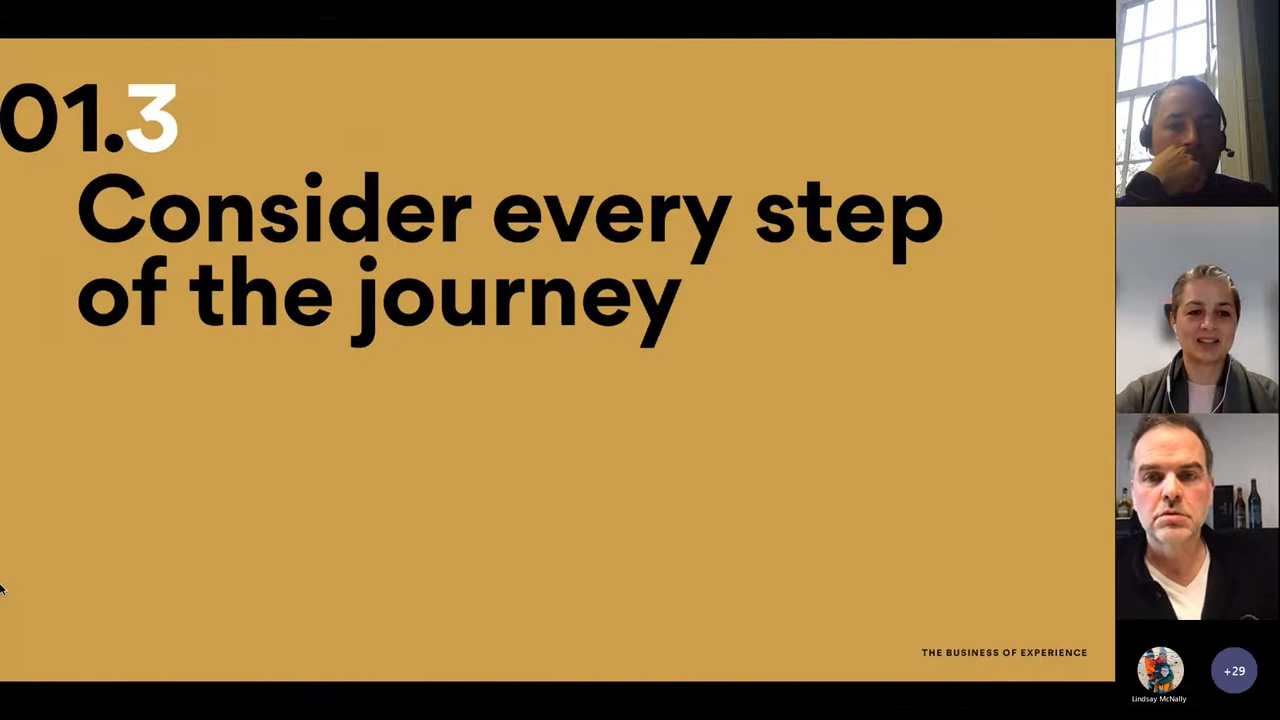 01.3
Consider every step
of the journey
THE BUSINESS OF EXPERIENCE
Lindsay McNally
+29